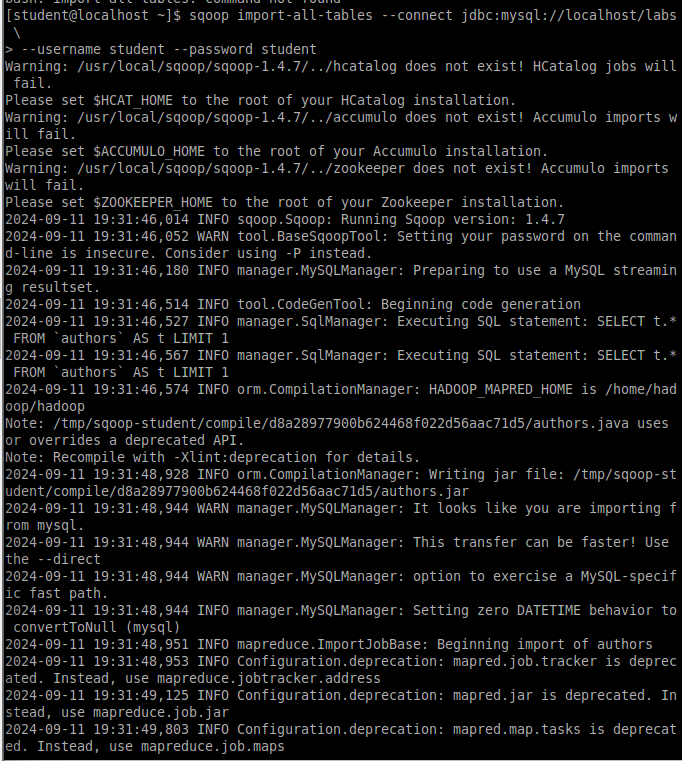 bash: import-all-tables: command not found
[student@localhost ~]$ sqoop import-all-tables --connect jdbc:mysql://localhost/labs
 \
> --username student --password student
Warning: /usr/local/sqoop/sqoop-1.4.7/../hcatalog does not exist! HCatalog jobs will
 fail.
Please set $HCAT_HOME to the root of your HCatalog installation.
Warning: /usr/local/sqoop/sqoop-1.4.7/../accumulo does not exist! Accumulo imports w
ill fail.
Please set $ACCUMULO_HOME to the root of your Accumulo installation.
Warning: /usr/local/sqoop/sqoop-1.4.7/../zookeeper does not exist! Accumulo imports
will fail.
Please set $ZOOKEEPER_HOME to the root of your Zookeeper installation.
2024-09-11 19:31:46,014 INFO sqoop.Sqoop: Running Sqoop version: 1.4.7
2024-09-11 19:31:46,052 WARN tool.BaseSqoopTool: Setting your password on the comman
d-line is insecure. Consider using -P instead.
2024-09-11 19:31:46,180 INFO manager.MySQLManager: Preparing to use a MySQL streamin
g resultset.
2024-09-11 19:31:46,514 INFO tool.CodeGenTool: Beginning code generation
2024-09-11 19:31:46,527 INFO manager.SqlManager: Executing SQL statement: SELECT t.*
 FROM `authors` AS t LIMIT 1
2024-09-11 19:31:46,567 INFO manager.SqlManager: Executing SQL statement: SELECT t.*
 FROM `authors` AS t LIMIT 1
2024-09-11 19:31:46,574 INFO orm.CompilationManager: HADOOP_MAPRED_HOME is /home/had
oop/hadoop
Note: /tmp/sqoop-student/compile/d8a28977900b624468f022d56aac71d5/authors.java uses
or overrides a deprecated API.
Note: Recompile with -Xlint:deprecation for details.
2024-09-11 19:31:48,928 INFO orm.CompilationManager: Writing jar file: /tmp/sqoop-st
udent/compile/d8a28977900b624468f022d56aac71d5/authors.jar
2024-09-11 19:31:48,944 WARN manager.MySQLManager: It looks like you are importing f
rom mysql.
2024-09-11 19:31:48,944 WARN manager.MySQLManager: This transfer can be faster! Use
the --direct
2024-09-11 19:31:48,944 WARN manager.MySQLManager: option to exercise a MySQL-specif
ic fast path.
2024-09-11 19:31:48,944 INFO manager.MySQLManager: Setting zero DATETIME behavior to
 convertToNull (mysql)
2024-09-11 19:31:48,951 INFO mapreduce.ImportJobBase: Beginning import of authors
2024-09-11 19:31:48,953 INFO Configuration.deprecation: mapred.job.tracker is deprec
ated. Instead, use mapreduce.jobtracker.address
2024-09-11 19:31:49,125 INFO Configuration.deprecation: mapred.jar is deprecated. In
stead, use mapreduce.job.jar
2024-09-11 19:31:49,803 INFO Configuration.deprecation: mapred.map.tasks is deprecat
ed. Instead, use mapreduce.job.maps